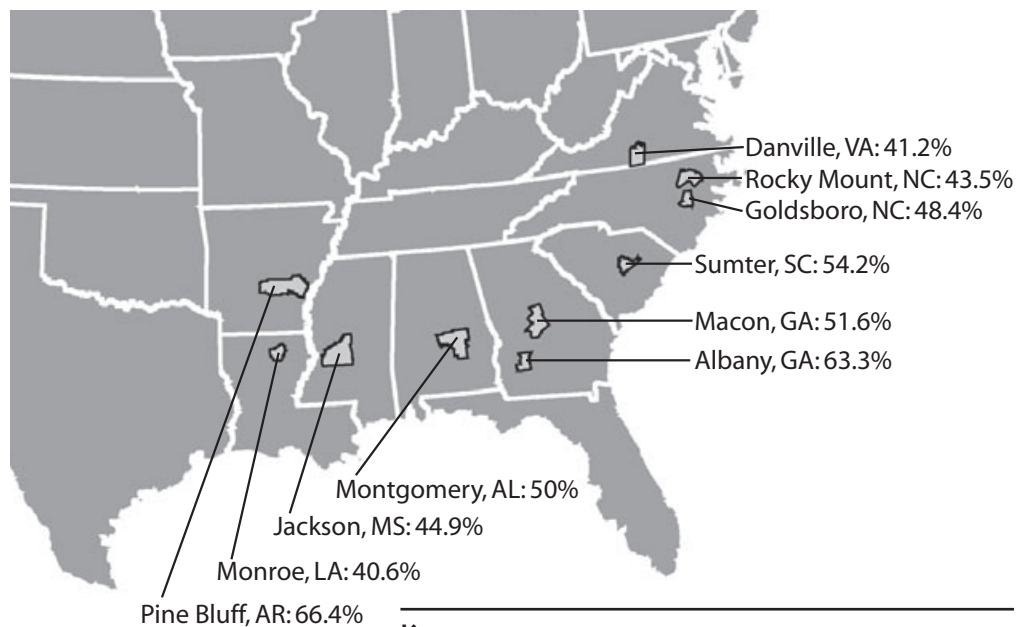 Danville, VA: 41.2%
Rocky Mount, NC: 43.5%
Goldsboro, NC: 48.4%
Sumter, SC: 54.2%
Macon, GA: 51.6%
Albany, GA: 63.3%
Montgomery, AL: 50%
Jackson, MS: 44.9%
Monroe, LA: 40.6%
Pine Bluff, AR: 66.4%